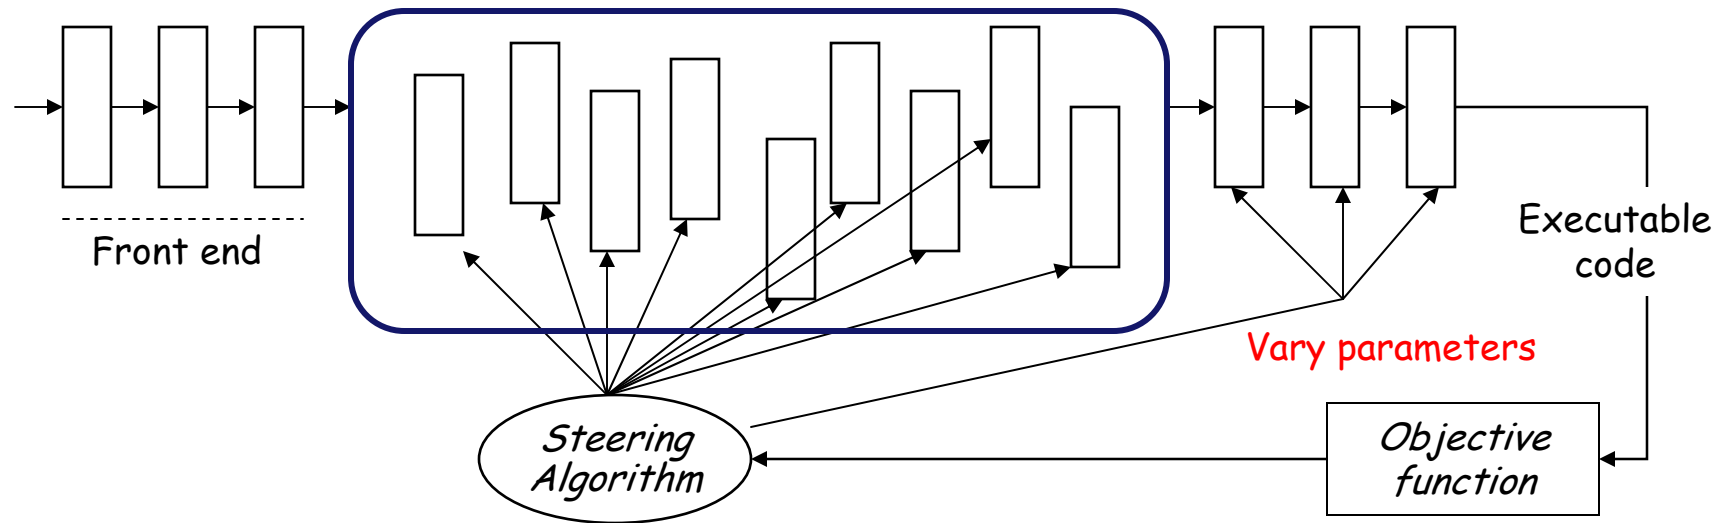 Front end
Executable
code
Vary parameters
Steering
Algorithm
Objective
function